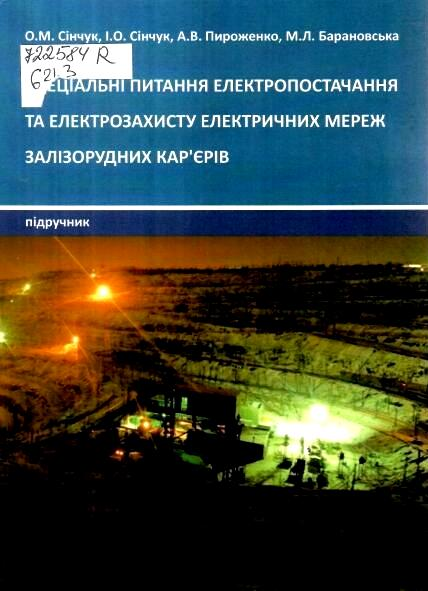 О.М. Сінчук, І.О. Сінчук, А.В. Пироженко, М.Л. Барановська
722584 R
621.3
ЕЦІАЛЬНІ ПИТАННЯ ЕЛЕКТРОПОСТАЧАННЯ
ТА ЕЛЕКТРОЗАХИСТУ ЕЛЕКТРИЧНИХ МЕРЕЖ
ЗАЛІЗОРУДНИХ КАР'ЄРІВ
підручник